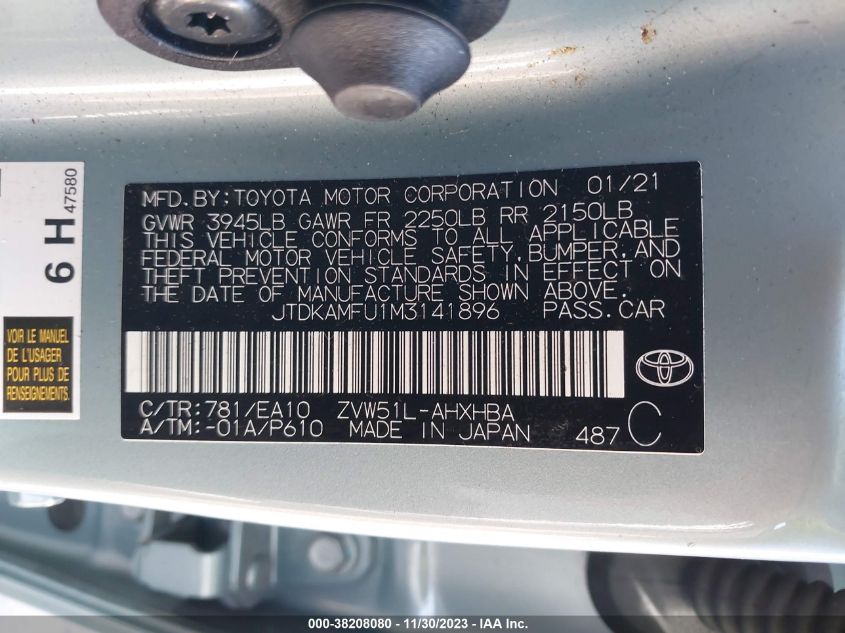 MFD.BY:TOYOTA MOTOR CORPORATION 01/21
GVWR 3945LB GAWR FR 2250LB RR 2150LB
THIS VEHICLE CONFORMS TO ALL APPLICABLE
FEDERAL MOTOR VEHICLE SAFETY,BUMPER,AND
THEFT PREVENTION STANDARDS IN EFFECT ON
THE DATE OF MANUFACTURE SHOWN ABOVE.
JTDKAMFU1M3141896 PASS.CAR
C/TR:781/EA10 ZVW51L-AHXHBA
A/TM:-01A/P610 MADE IN JAPAN 487 C
6 H
47580
VOIR LE MANUEL
DE L'USAGER
POUR PLUS DE
RENSEIGNEMENTS.
000-38208080 - 11/30/2023 - IAA Inc.